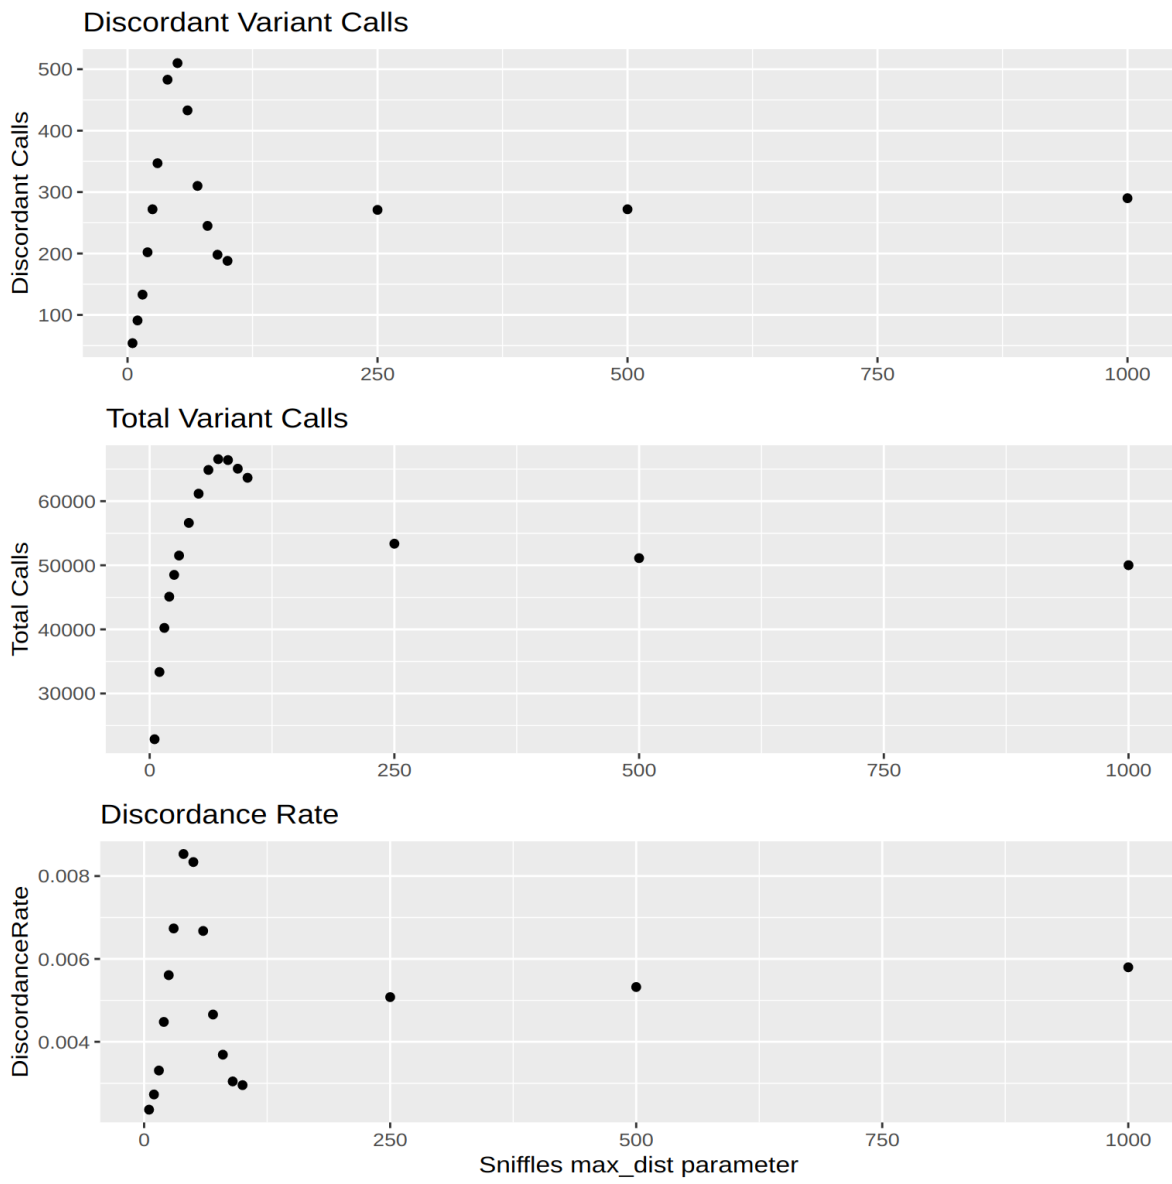 Discordant Variant Calls
Discordant Calls
500
400
300
200
100
0 250 500 750 1000
Total Variant Calls
Total Calls
60000
50000
40000
30000
0 250 500 750 1000
Discordance Rate
DiscordanceRate
0.008
0.006
0.004
0 250 500 750 1000
Sniffles max_dist parameter